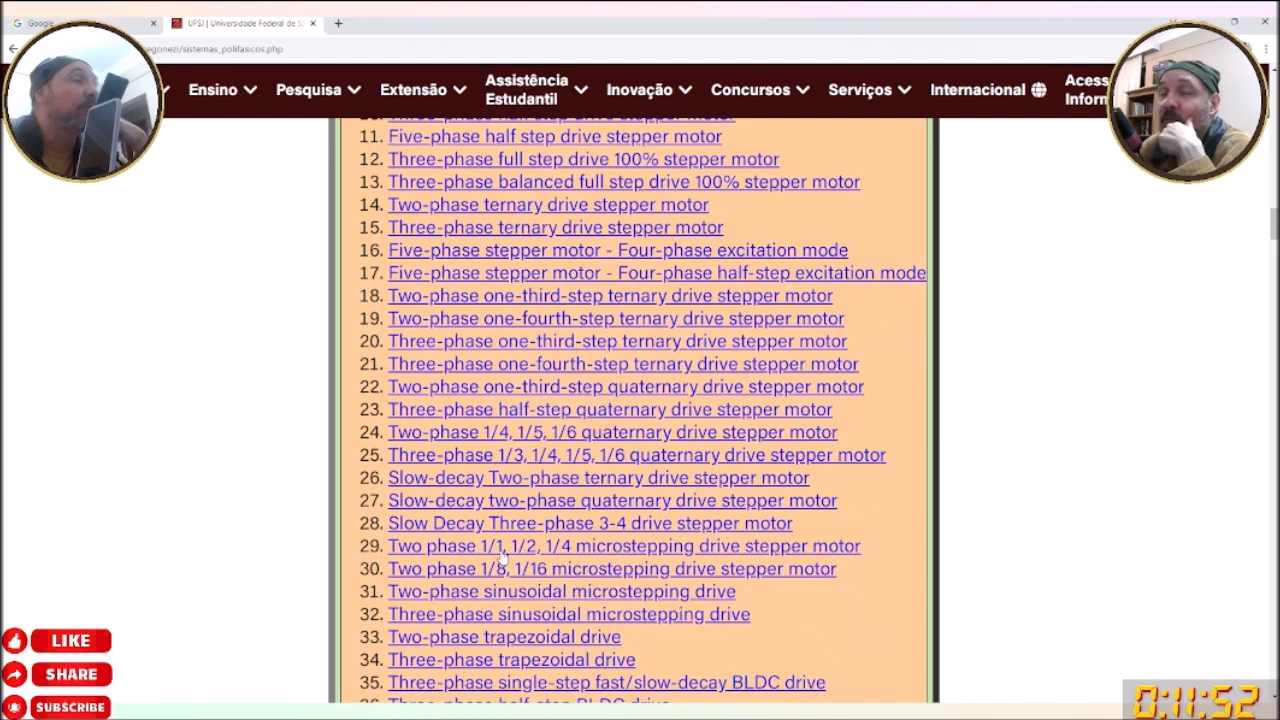 Google
UFSJ | Universidade Federal de S
egonezi/sistemas_polifasicos.php
Ensino
Pesquisa
Extensão
Assistência
Estudantil
Inovação
Concursos
Serviços
Internacional
Acess
Inform
11. Five-phase half step drive stepper motor
12. Three-phase full step drive 100% stepper motor
13. Three-phase balanced full step drive 100% stepper motor
14. Two-phase ternary drive stepper motor
15. Three-phase ternary drive stepper motor
16. Five-phase stepper motor - Four-phase excitation mode
17. Five-phase stepper motor - Four-phase half-step excitation mode
18. Two-phase one-third-step ternary drive stepper motor
19. Two-phase one-fourth-step ternary drive stepper motor
20. Three-phase one-third-step ternary drive stepper motor
21. Three-phase one-fourth-step ternary drive stepper motor
22. Two-phase one-third-step quaternary drive stepper motor
23. Three-phase half-step quaternary drive stepper motor
24. Two-phase 1/4, 1/5, 1/6 quaternary drive stepper motor
25. Three-phase 1/3, 1/4, 1/5, 1/6 quaternary drive stepper motor
26. Slow-decay Two-phase ternary drive stepper motor
27. Slow-decay two-phase quaternary drive stepper motor
28. Slow Decay Three-phase 3-4 drive stepper motor
29. Two phase 1/1, 1/2, 1/4 microstepping drive stepper motor
30. Two phase 1/8, 1/16 microstepping drive stepper motor
31. Two-phase sinusoidal microstepping drive
32. Three-phase sinusoidal microstepping drive
33. Two-phase trapezoidal drive
34. Three-phase trapezoidal drive
35. Three-phase single-step fast/slow-decay BLDC drive
LIKE
SHARE
SUBSCRIBE
0:11:52